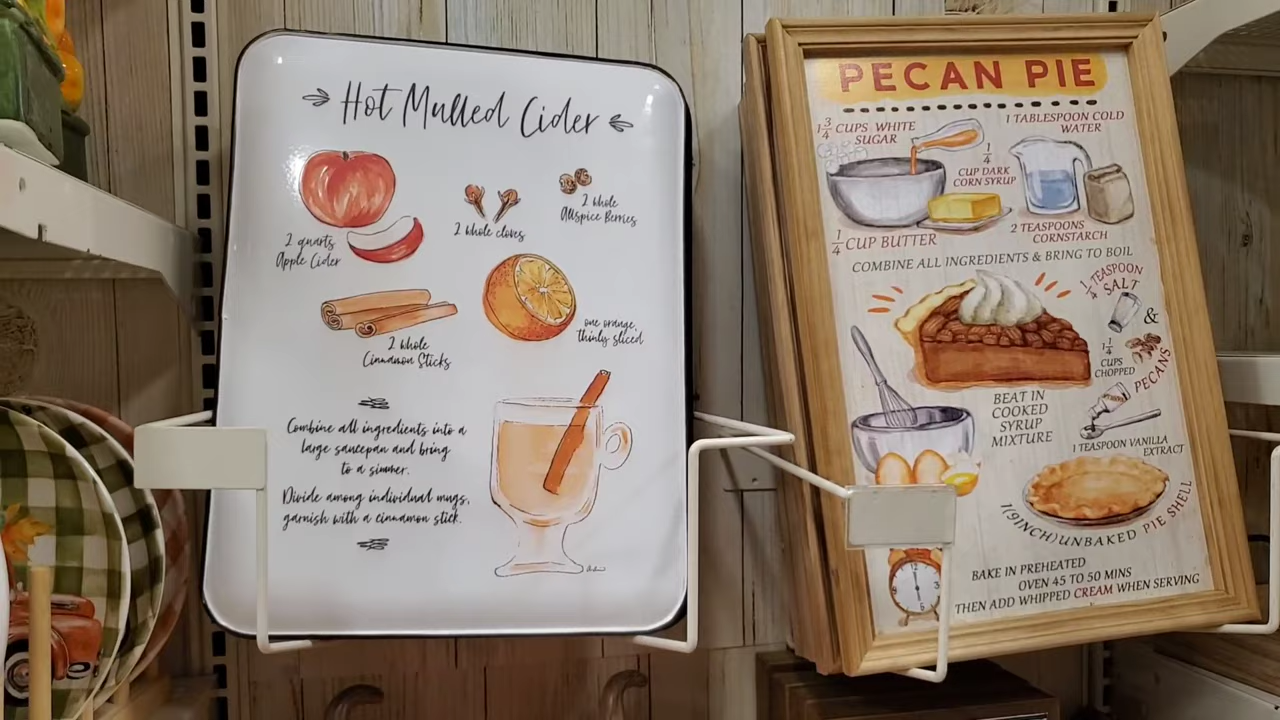 Hot Mulled Cider
2 quarts
Apple Cider
2 whole cloves
2 whole
Allspice Berries
2 whole
Cinnamon Sticks
one orange,
thinly sliced
Combine all ingredients into a
large saucepan and bring
to a simmer.
Divide among individual mugs,
garnish with a cinnamon stick.
PECAN PIE
1 3/4 CUPS WHITE
SUGAR
1 TABLESPOON COLD
WATER
1/4
CUP DARK
CORN SYRUP
1/4 CUP BUTTER
2 TEASPOONS
CORNSTARCH
COMBINE ALL INGREDIENTS & BRING TO BOIL
1/4 TEASPOON
SALT
&
1 1/4
CUPS
CHOPPED
PECANS
BEAT IN
COOKED
SYRUP
MIXTURE
1 TEASPOON VANILLA
EXTRACT
1(9INCH)UNBAKED PIE SHELL
BAKE IN PREHEATED
OVEN 45 TO 50 MINS
THEN ADD WHIPPED CREAM WHEN SERVING